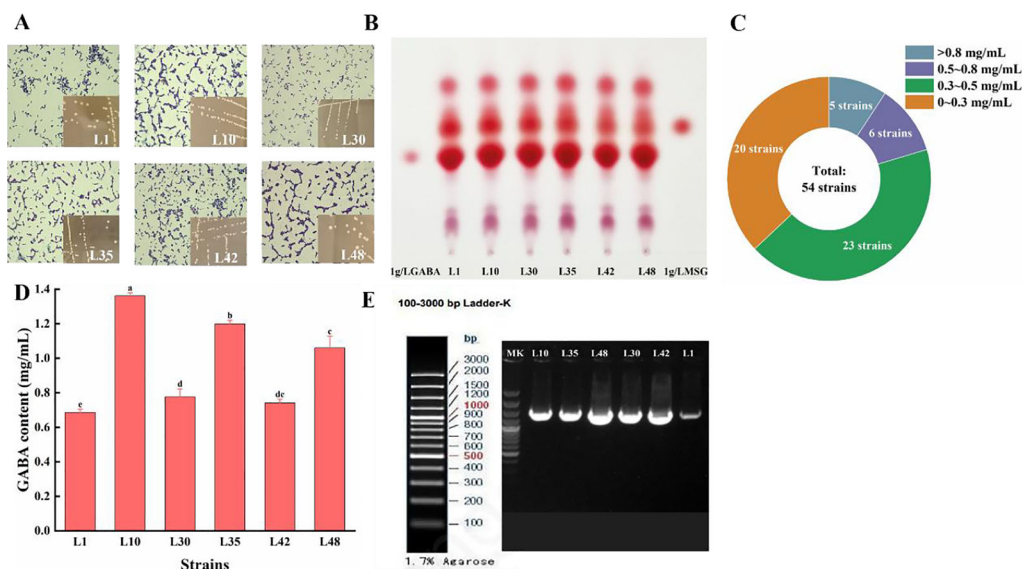 A
L1
L10
L30
L35
L42
L48
B
1g/LGABA L1 L10 L30 L35 L42 L48 1g/LMSG
C
>0.8 mg/mL
0.5~0.8 mg/mL
0.3~0.5 mg/mL
0~0.3 mg/mL
5 strains
6 strains
20 strains
Total:
54 strains
23 strains
D
GABA content (mg/mL)
1.4
1.2
1.0
0.8
0.6
0.4
0.2
0.0
e
a
d
b
de
c
L1 L10 L30 L35 L42 L48
Strains
E
100-3000 bp Ladder-K
bp
3000
2000
1500
1200
1000
900
800
700
600
500
400
300
200
100
1.7% Agarose
MK L10 L35 L48 L30 L42 L1